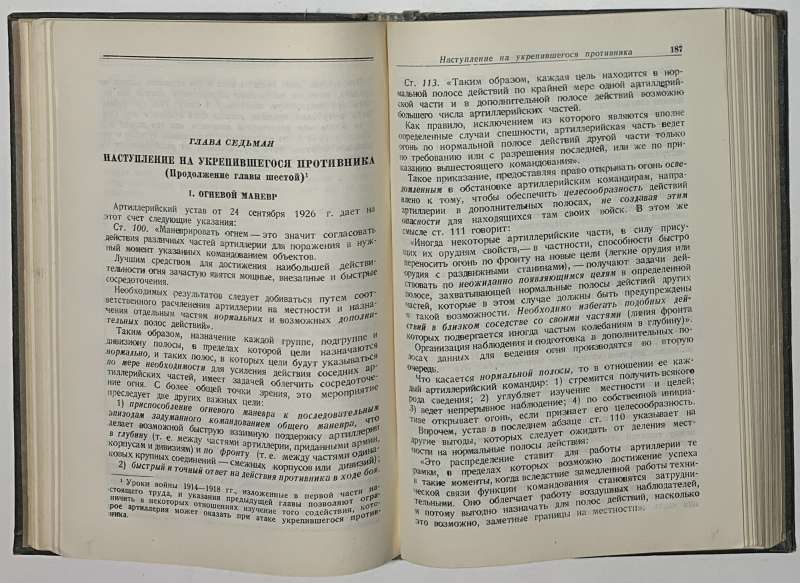 ГЛАВА СЕДЬМАЯ
НАСТУПЛЕНИЕ НА УКРЕПИВШЕГОСЯ ПРОТИВНИКА
(Продолжение главы шестой)¹
1. ОГНЕВОЙ МАНЕВР
Артиллерийский устав от 24 сентября 1926 г. дает на
этот счет следующие указания:
Ст. 100. «Маневрировать огнем — это значит согласовать
действия различных частей артиллерии для поражения в нуж-
ный момент указанных командованием объектов.
Лучшим средством для достижения наибольшей действи-
тельности огня зачастую явятся мощные, внезапные и быстрые
сосредоточения.
Необходимых результатов следует добиваться путем соот-
ветственного расчленения артиллерии на местности и назна-
чения отдельным частям нормальных и возможных дополни-
тельных полос действий».
Таким образом, назначение каждой группе, подгруппе и
дивизиону полосы, в пределах которой цели назначаются
нормально, и таких полос, в которых цели будут указываться
по мере необходимости для усиления действия соседних ар-
тиллерийских частей, имеет задачей облегчить сосредоточе-
ние огня. С более общей точки зрения, это мероприятие
преследует две других важных цели:
1) приспособление огневого маневра к последовательным
эпизодам задуманного командованием общего маневра, что
делает возможной быструю взаимную поддержку артиллерии
в глубину (т. е. между частями артиллерии, приданными армии,
корпусам и дивизиям) и по фронту (т. е. между частями одина-
ковых крупных соединений — смежных корпусов или дивизий);
2) быстрый и точный ответ на действия противника в ходе боя.
¹ Уроки войны 1914—1918 гг., изложенные в первой части на-
стоящего труда, и указания предыдущей главы позволяют огра-
ничить в некоторых отношениях изучение того содействия, кото-
рое артиллерия может оказать при атаке укрепившегося против-
ника.
Наступление на укрепившегося противника 187
Ст. 113. «Таким образом, каждая цель находится в нор-
мальной полосе действий по крайней мере одной артиллерий-
ской части и в дополнительной полосе действий возможно
большего числа артиллерийских частей.
Как правило, исключением из которого являются вполне
определенные случаи спешности, артиллерийская часть ведет
огонь по нормальной полосе действий другой части только
по требованию или с разрешения последней, или же по при-
казанию вышестоящего командования».
Такое приказание, предоставляя право открывать огонь осве-
домленным в обстановке артиллерийским командирам, направ-
лено к тому, чтобы обеспечить целесообразность действий
артиллерии в дополнительных полосах, не создавая этим
опасности для находящихся там своих войск. В этом же
смысле ст. 111 говорит:
«Иногда некоторые артиллерийские части, в силу прису-
щих их орудиям свойств, — в частности, способности быстро
переносить огонь по фронту на новые цели (легкие орудия или
орудия с раздвижными станинами), — получают задачи дей-
ствовать по неожиданно появляющимся целям в определенной
полосе, захватывающей нормальные полосы действий других
частей, которые в этом случае должны быть предупреждены
о такой возможности. Необходимо избегать подобных дей-
ствий в близком соседстве со своими частями (линия фронта
которых подвергается иногда частым колебаниям в глубину)».
Организация наблюдения и подготовка в дополнительных по-
лосах данных для ведения огня производятся во вторую
очередь.
Что касается нормальной полосы, то в отношении ее каж-
дый артиллерийский командир: 1) стремится получить всякого
рода сведения; 2) углубляет изучение местности и целей;
3) ведет непрерывное наблюдение; 4) по собственной инициа-
тиве открывает огонь, если признает его целесообразность.
Впрочем, устав в последнем абзаце ст. 110 указывает на
другие выгоды, которых следует ожидать от деления мест-
ности на нормальные полосы действия:
«Это распределение ставит для работы артиллерии те
рамки, в пределах которых возможно достижение успеха
в такие моменты, когда вследствие замедленной работы техни-
ческой связи функции командования становятся затрудни-
тельными. Оно облегчает работу воздушных наблюдателей,
и потому выгодно назначать для полос действий, насколько
это возможно, заметные границы на местности».